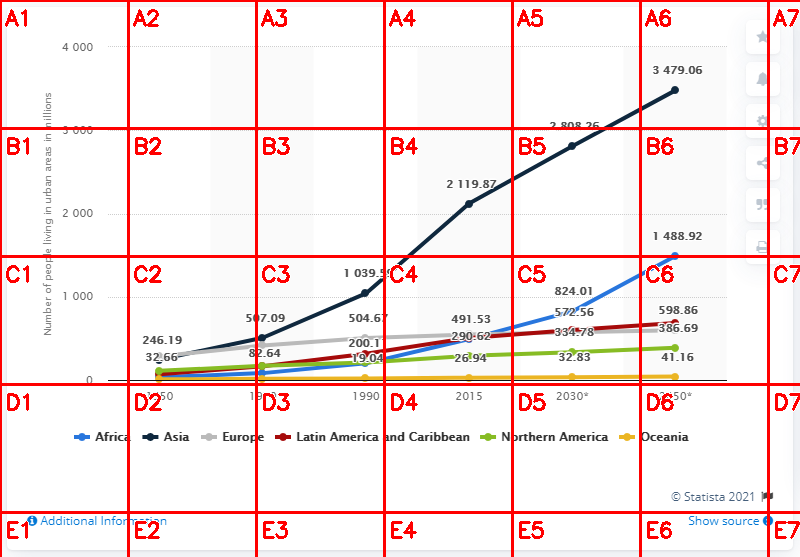 A1 A2 A3 A4 A5 A6 A7
4 000
3 479.06
Number of people living in urban areas in millions
3 000
2 808.26
B1 B2 B3 B4 B5 B6 B7
2 119.87
2 000
1 488.92
C1 C2 C3 C4 C5 C6 C7
1 039.5
824.01
1 000
572.56
598.86
507.09
504.67
491.53
246.19
200.1
290.62
334.78
386.69
32.66
82.64
19.04
26.94
32.83
41.16
0
D1 D2 D3 D4 D5 D6 D7
1990 2015 2030*
Africa Asia Europe Latin America and Caribbean Northern America Oceania
© Statista 2021
E1 E2 E3 E4 E5 E6 E7
Additional Information
Show source